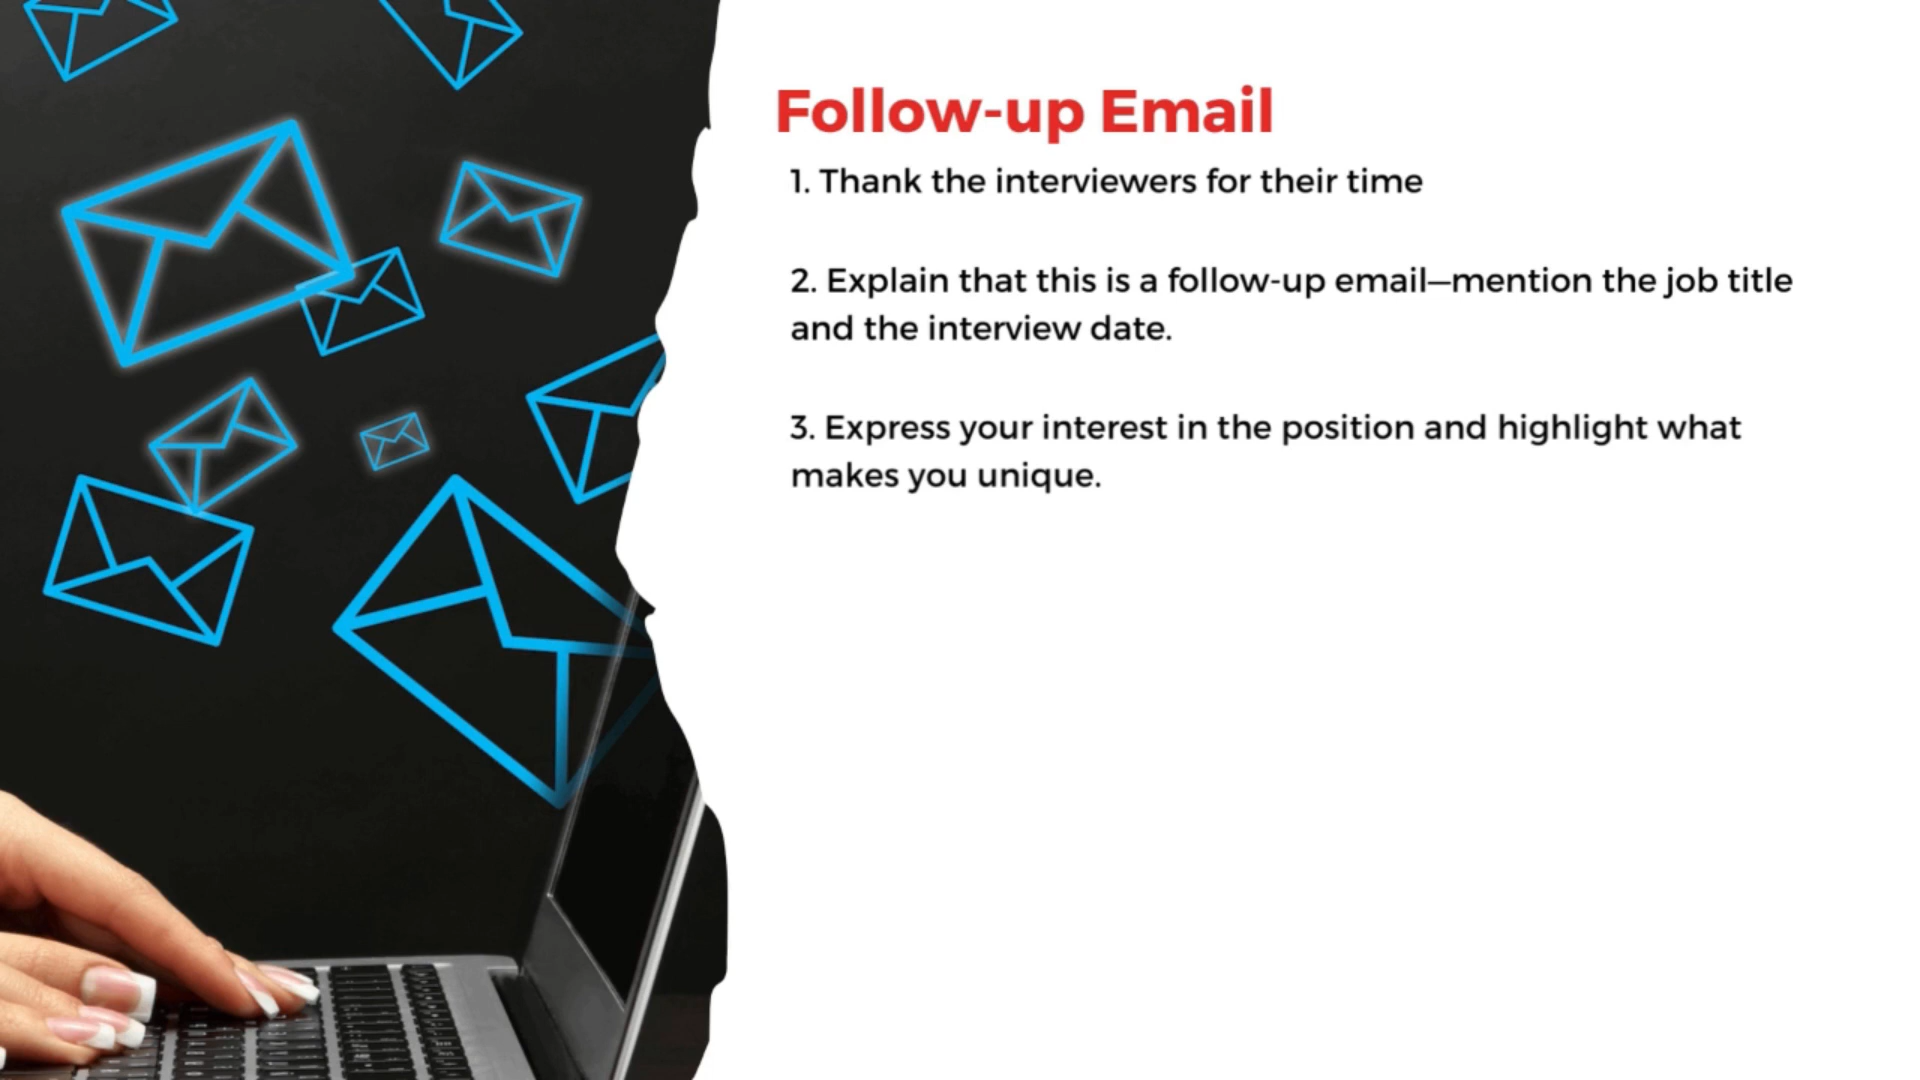 Follow-up Email
1. Thank the interviewers for their time
2. Explain that this is a follow-up email—mention the job title
and the interview date.
3. Express your interest in the position and highlight what
makes you unique.